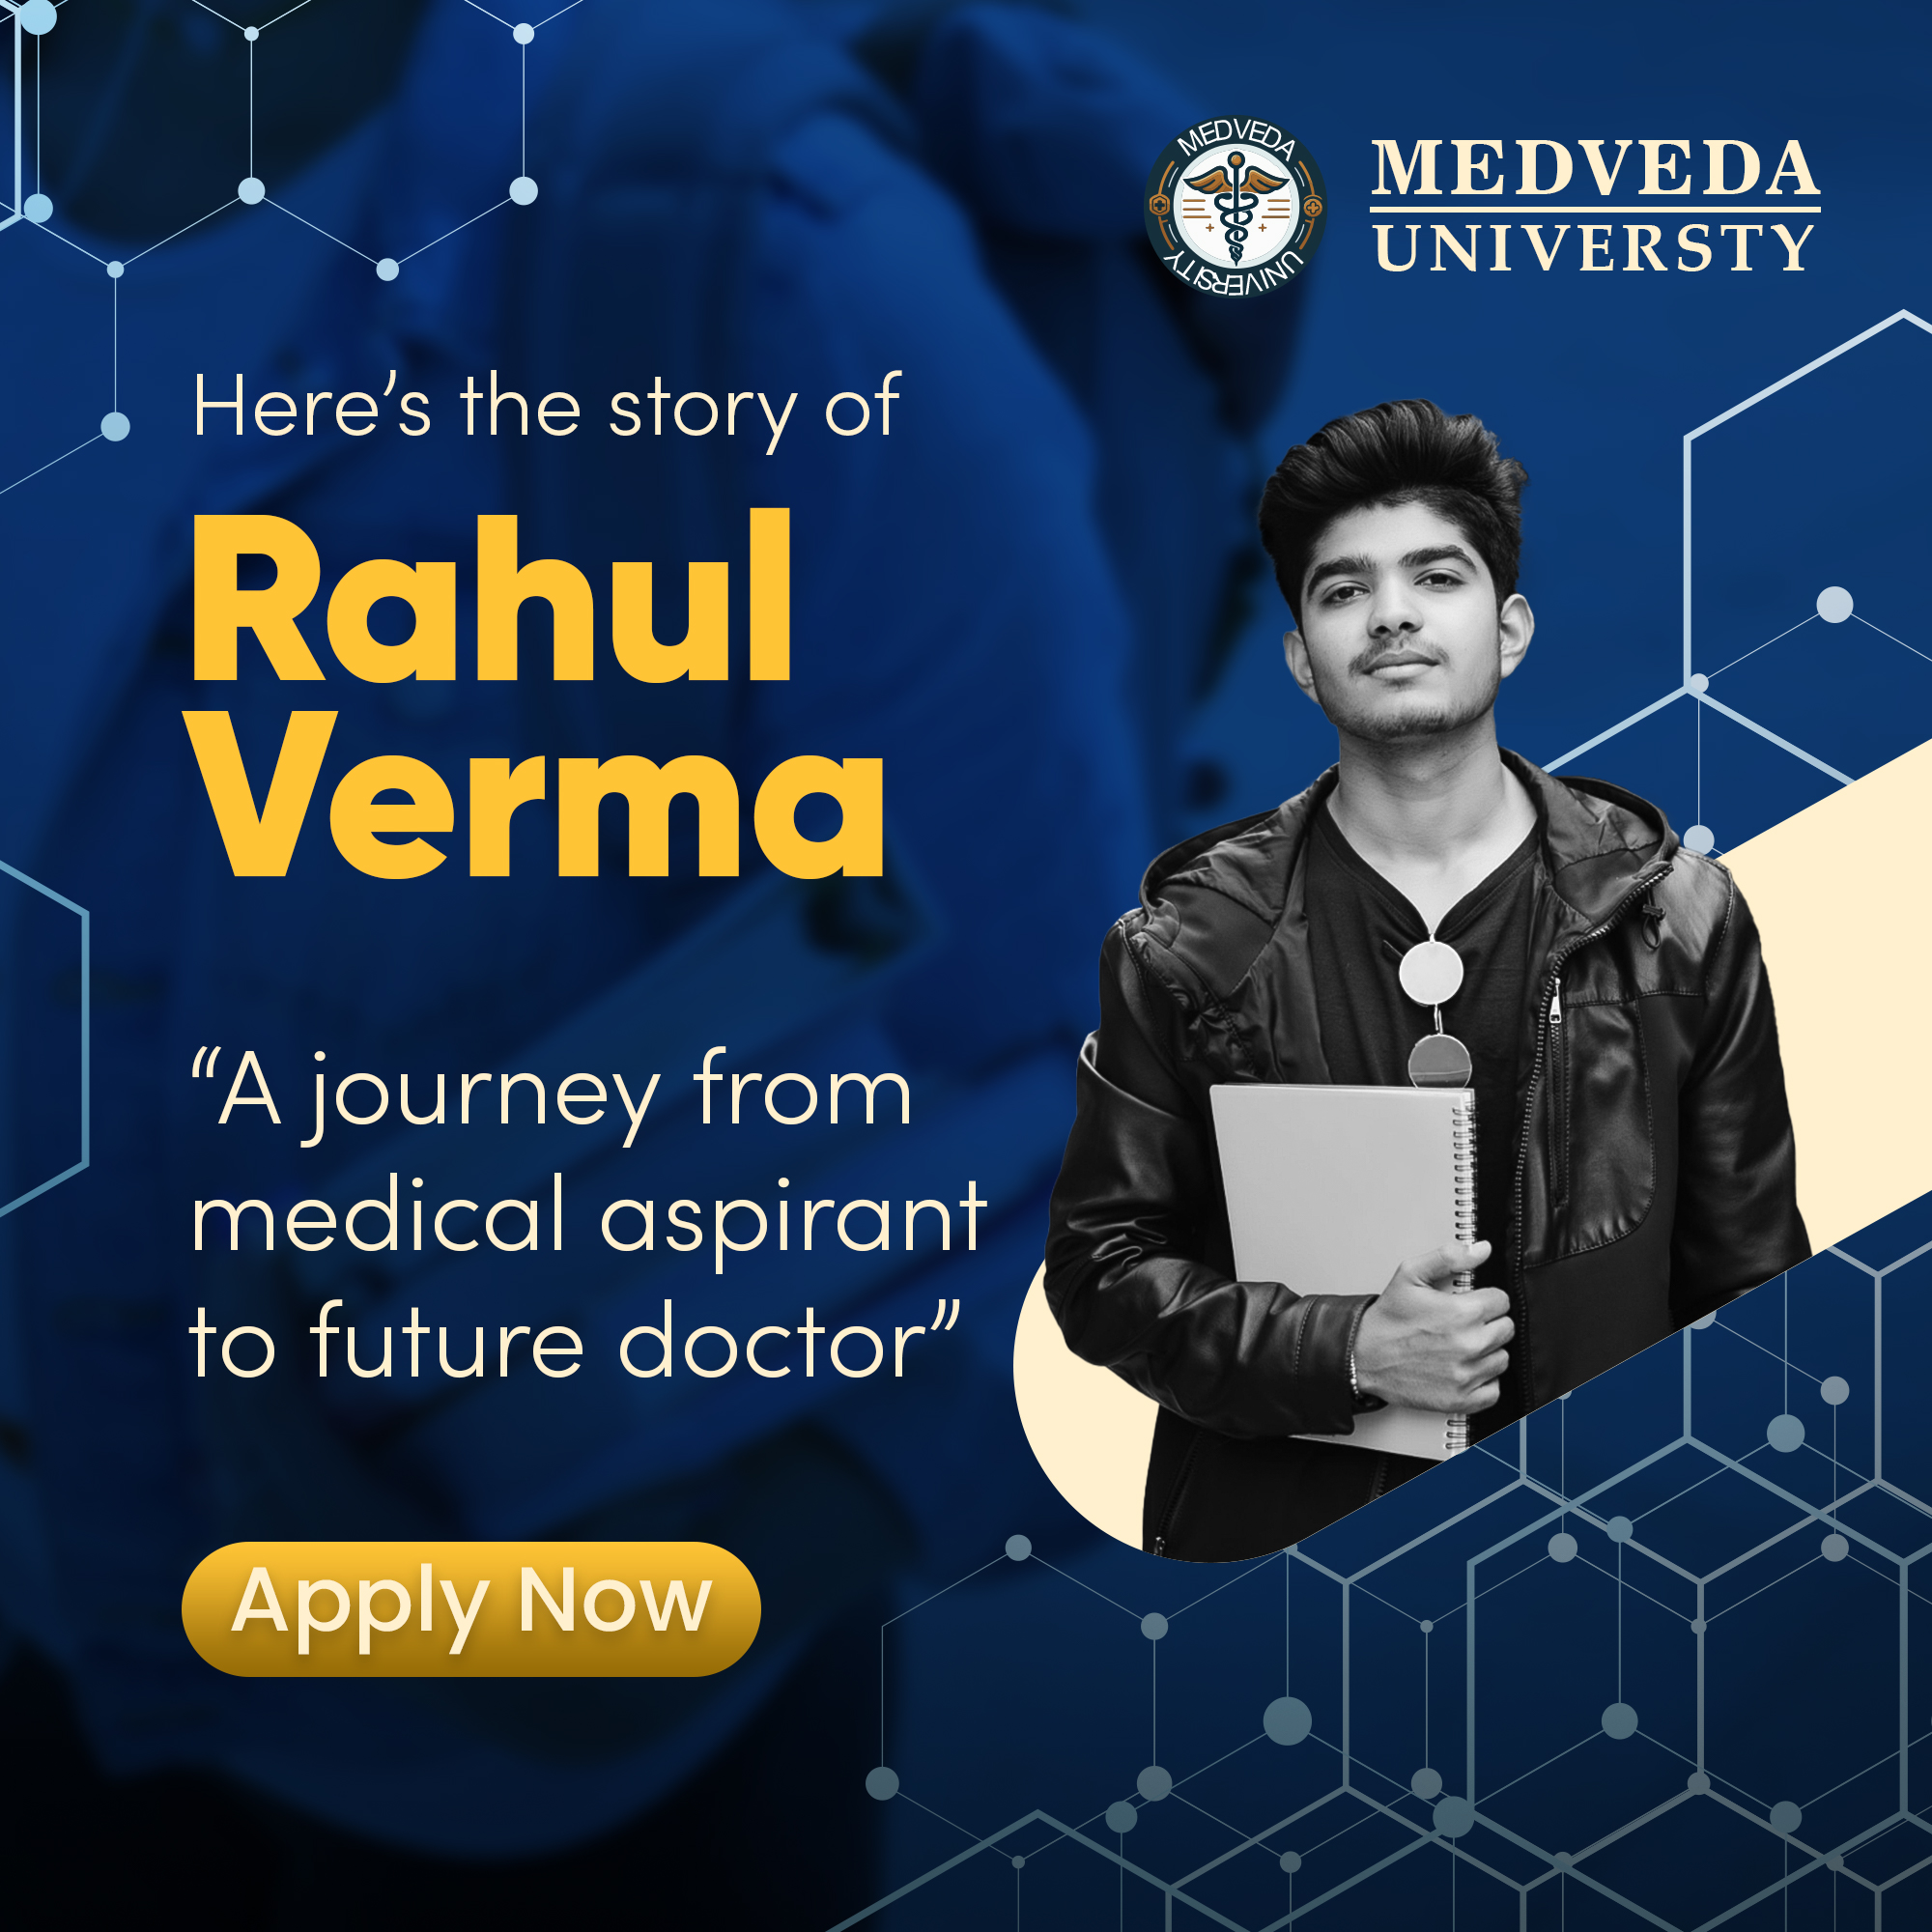 MEDVEDA
UNIVERSITY
MEDVEDA
UNIVERSTY
Here’s the story of
Rahul
Verma
“A journey from
medical aspirant
to future doctor”
Apply Now